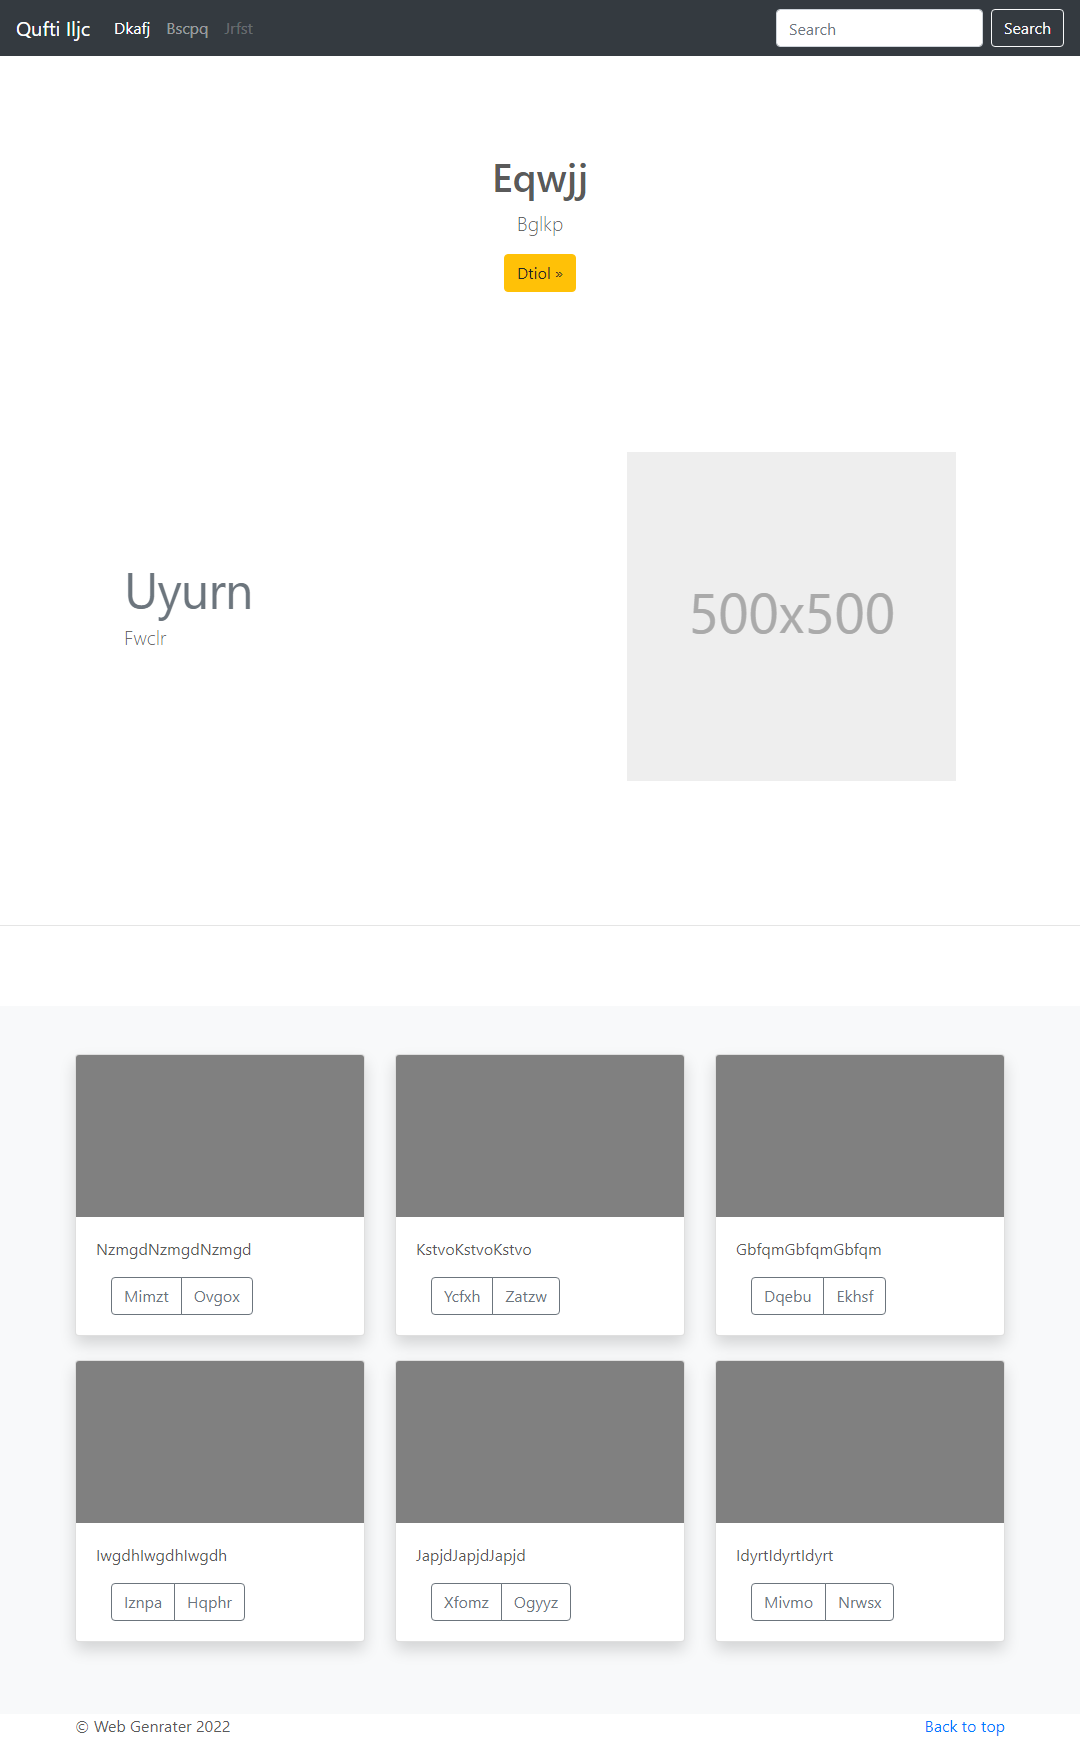 Qufti Iljc Dkafj Bscpq Jrfst Search Search
Eqwjj
Bglkp
Dtiol »
Uyurn
Fwclr
500x500
NzmgdNzmgdNzmgd
Mimzt Ovgox
KstvoKstvoKstvo
Ycfxh Zatzw
GbfqmGbfqmGbfqm
Dqebu Ekhsf
IwgdhIwgdhIwgdh
Iznpa Hqphr
JapjdJapjdJapjd
Xfomz Ogyyz
IdyrtIdyrtIdyrt
Mivmo Nrwsx
© Web Genrater 2022 Back to top